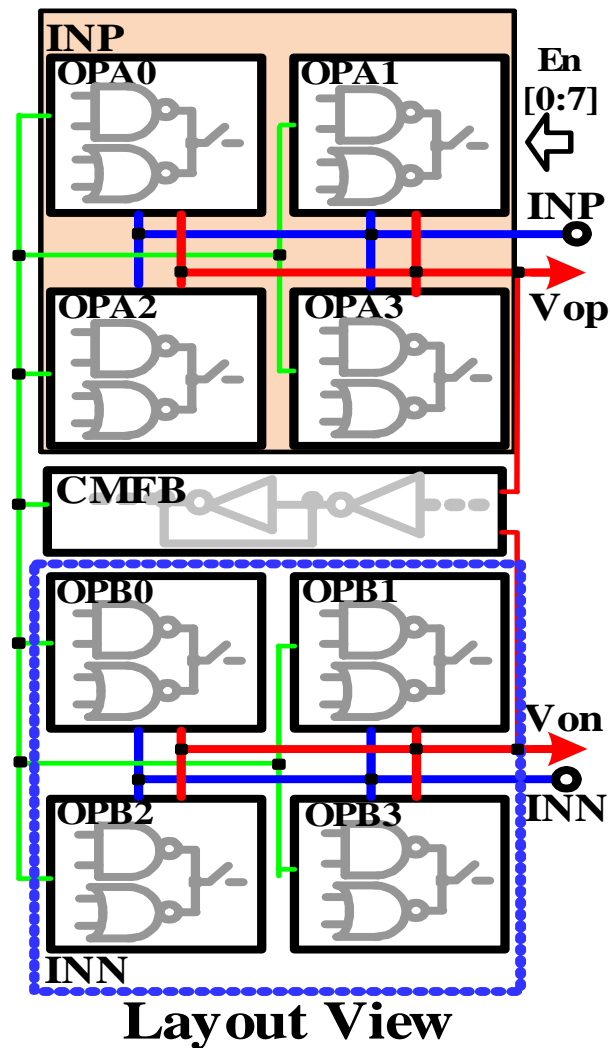 INP
OPA0
OPA1
En
[0:7]
INP
OPA2
OPA3
Vop
CMFB
OPB0
OPB1
Von
OPB2
OPB3
INN
INN
Layout View